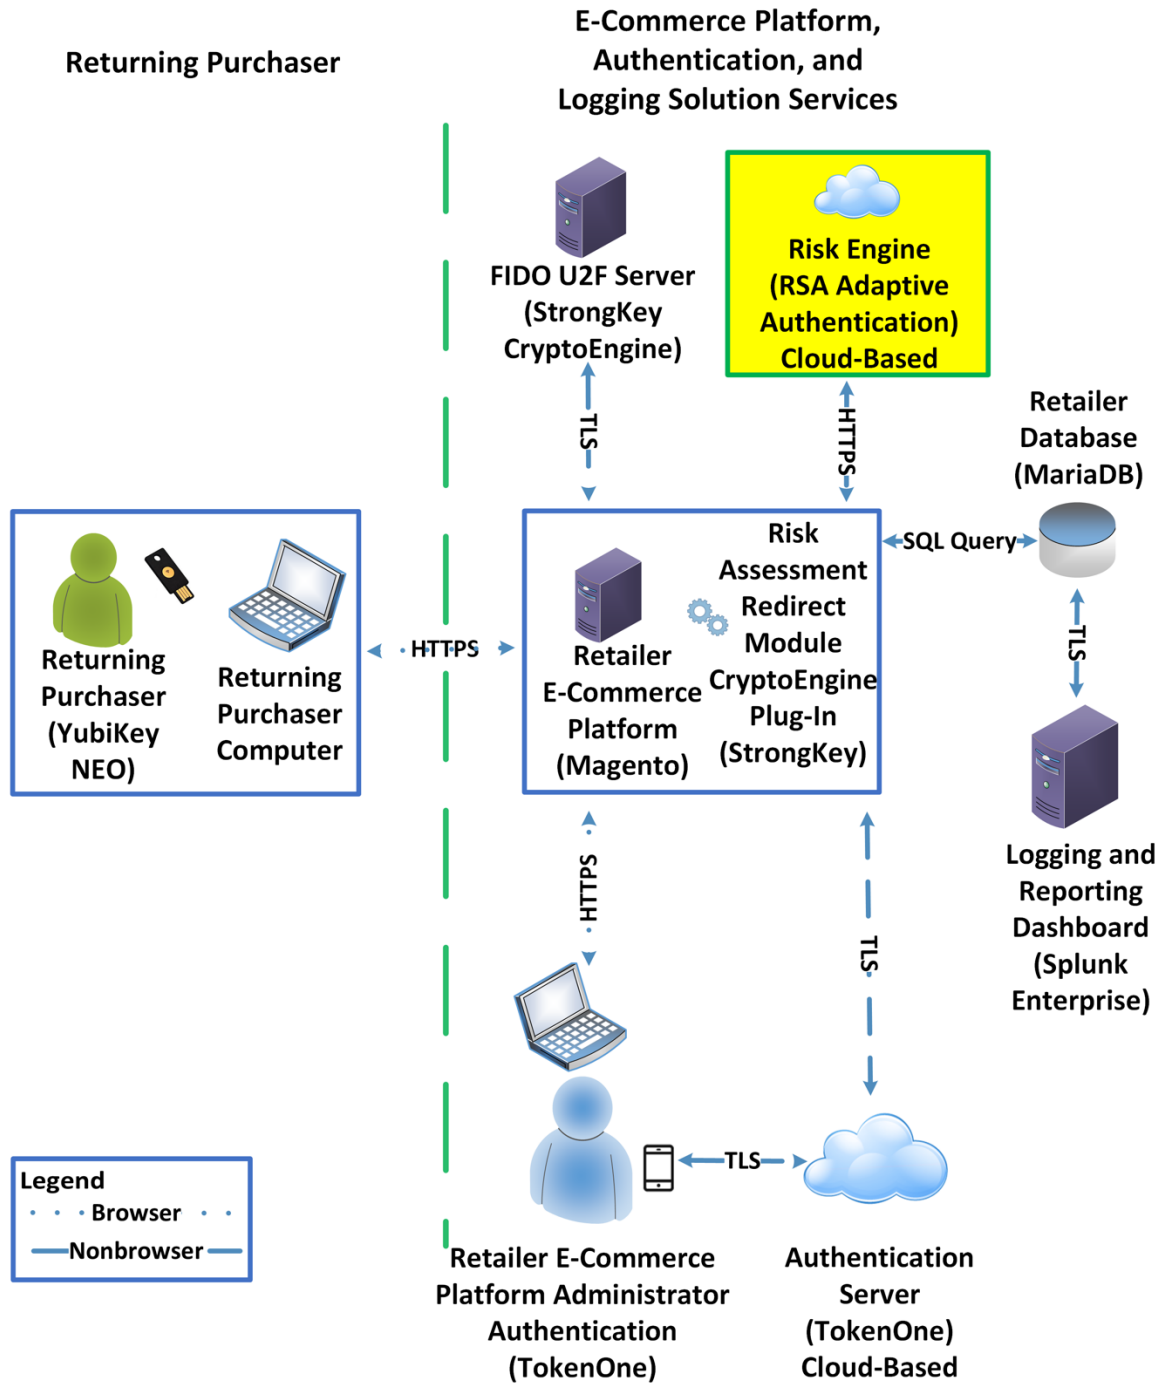 Returning Purchaser
E-Commerce Platform,
Authentication, and
Logging Solution Services
FIDO U2F Server
(StrongKey
CryptoEngine)
Risk Engine
(RSA Adaptive
Authentication)
Cloud-Based
TLS
HTTPS
Retailer
Database
(MariaDB)
SQL Query
TLS
Returning
Purchaser
(YubiKey
NEO)
Returning
Purchaser
Computer
HTTPS
Retailer
E-Commerce
Platform
(Magento)
Risk
Assessment
Redirect
Module
CryptoEngine
Plug-In
(StrongKey)
Logging and
Reporting
Dashboard
(Splunk
Enterprise)
HTTPS
TLS
TLS
Legend
Browser
Nonbrowser
Retailer E-Commerce
Platform Administrator
Authentication
(TokenOne)
Authentication
Server
(TokenOne)
Cloud-Based